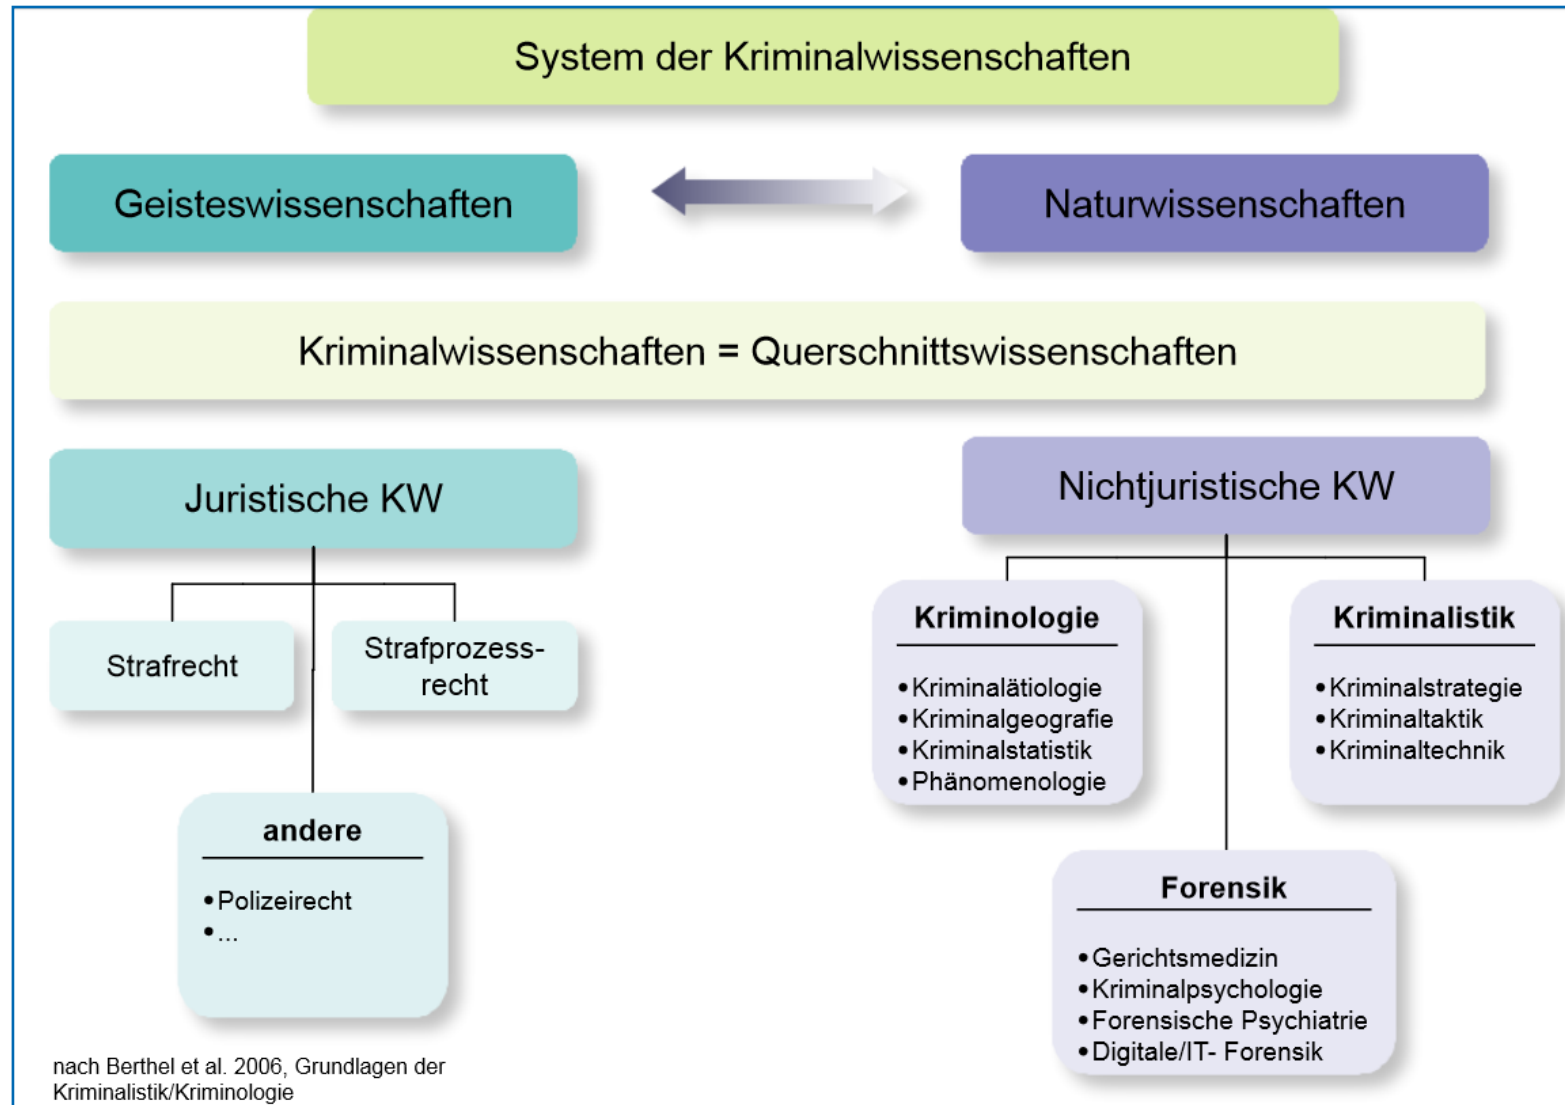 System der Kriminalwissenschaften
Geisteswissenschaften
Naturwissenschaften
Kriminalwissenschaften = Querschnittswissenschaften
Juristische KW
Strafrecht
Strafprozess-
recht
andere
•Polizeirecht
•...
Nichtjuristische KW
Kriminologie
•Kriminalätiologie
•Kriminalgeografie
•Kriminalstatistik
•Phänomenologie
Kriminalistik
•Kriminalstrategie
•Kriminaltaktik
•Kriminaltechnik
Forensik
•Gerichtsmedizin
•Kriminalpsychologie
•Forensische Psychiatrie
•Digitale/IT- Forensik
nach Berthel et al. 2006, Grundlagen der
Kriminalistik/Kriminologie